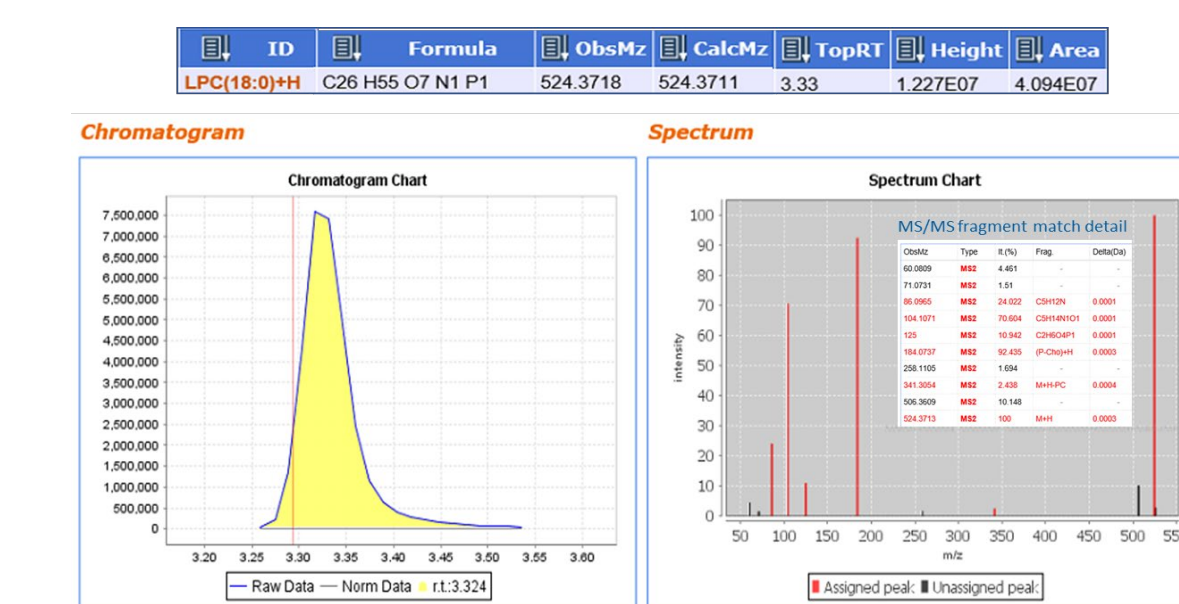 ID Formula ObsMz CalcMz TopRT Height Area
LPC(18:0)+H C26 H55 O7 N1 P1 524.3718 524.3711 3.33 1.227E07 4.094E07
Chromatogram
Chromatogram Chart
7,500,000
7,000,000
6,500,000
6,000,000
5,500,000
5,000,000
4,500,000
4,000,000
3,500,000
3,000,000
2,500,000
2,000,000
1,500,000
1,000,000
500,000
0
3.20 3.25 3.30 3.35 3.40 3.45 3.50 3.55 3.60
Raw Data Norm Data r.t.:3.324
Spectrum
Spectrum Chart
intensity
100
90
80
70
60
50
40
30
20
10
0
MS/MS fragment match detail
ObsMz Type It.(%) Frag. Delta(Da)
60.0809 MS2 4.461 - -
71.0731 MS2 1.51 - -
86.0965 MS2 24.022 C5H12N 0.0001
104.1071 MS2 70.604 C5H14N1O1 0.0001
125 MS2 10.942 C2H6O4P1 0.0001
184.0737 MS2 92.435 (P-Cho)+H 0.0003
258.1105 MS2 1.694 - -
341.3054 MS2 2.438 M+H-PC 0.0004
506.3609 MS2 10.148 - -
524.3713 MS2 100 M+H 0.0003
50 100 150 200 250 300 350 400 450 500
m/z
Assigned peak Unassigned peak